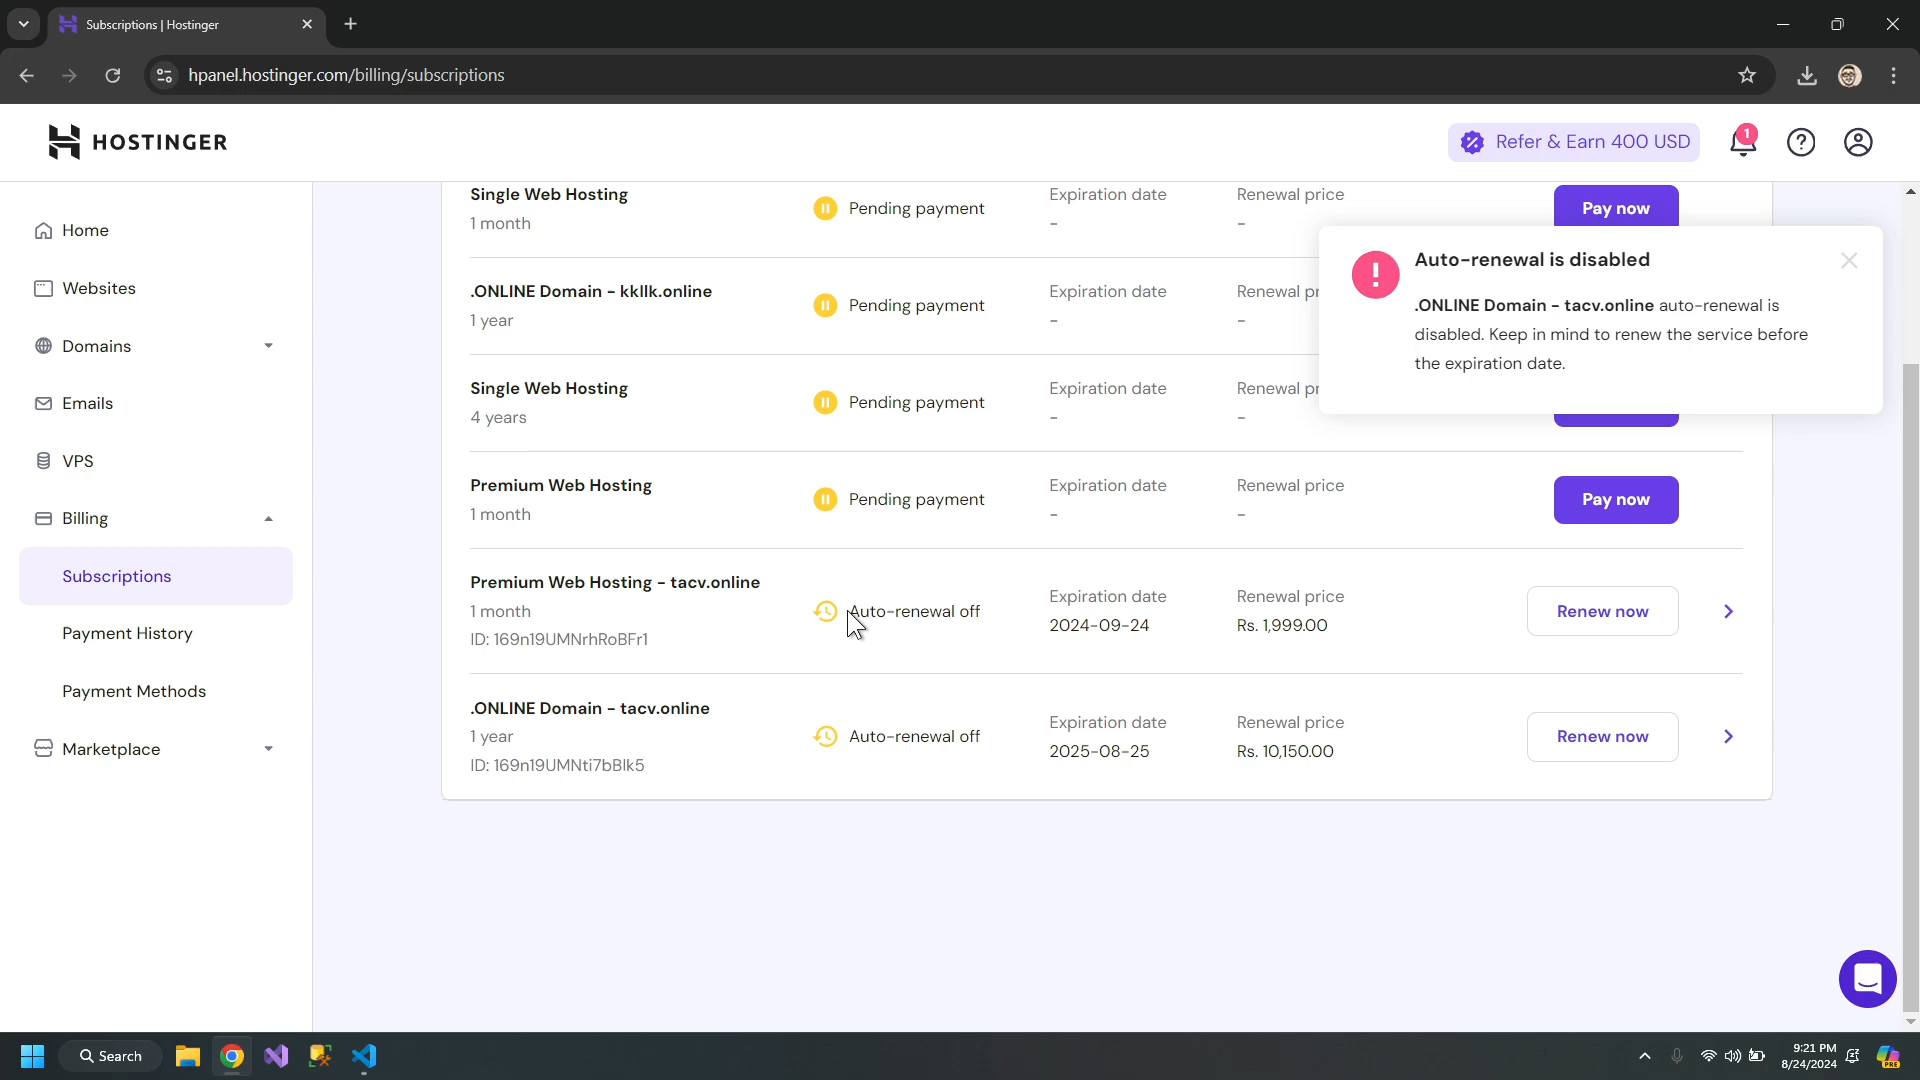 Subscriptions | Hostinger
hpanel.hostinger.com/billing/subscriptions
HOSTINGER
Refer & Earn 400 USD
1
Home
Websites
Domains
Emails
VPS
Billing
Subscriptions
Payment History
Payment Methods
Marketplace
Single Web Hosting
1 month
Pending payment
Expiration date
-
Renewal price
-
Pay now
.ONLINE Domain - kkllk.online
1 year
Pending payment
Expiration date
-
Renewal pr
-
Single Web Hosting
4 years
Pending payment
Expiration date
-
Renewal pr
-
Premium Web Hosting
1 month
Pending payment
Expiration date
-
Renewal price
-
Pay now
Premium Web Hosting - tacv.online
1 month
ID: 169n19UMNrhRoBFr1
Auto-renewal off
Expiration date
2024-09-24
Renewal price
Rs. 1,999.00
Renew now
.ONLINE Domain - tacv.online
1 year
ID: 169n19UMNti7bBlk5
Auto-renewal off
Expiration date
2025-08-25
Renewal price
Rs. 10,150.00
Renew now
Auto-renewal is disabled
.ONLINE Domain - tacv.online auto-renewal is
disabled. Keep in mind to renew the service before
the expiration date.
Search
9:21 PM
8/24/2024
PRE